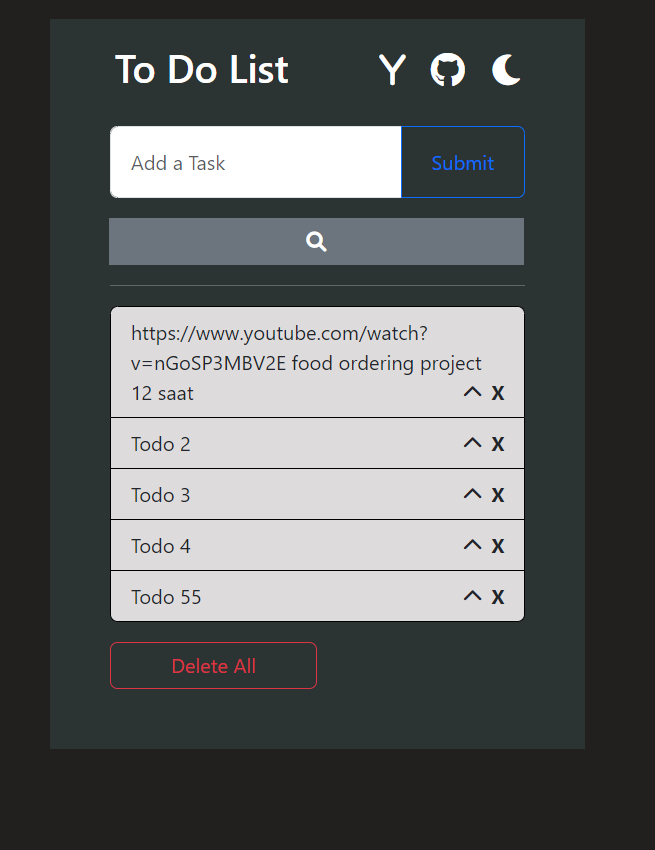 To Do List
Add a Task
Submit
https://www.youtube.com/watch?
v=nGoSP3MBV2E food ordering project
12 saat
X
Todo 2
X
Todo 3
X
Todo 4
X
Todo 55
X
Delete All